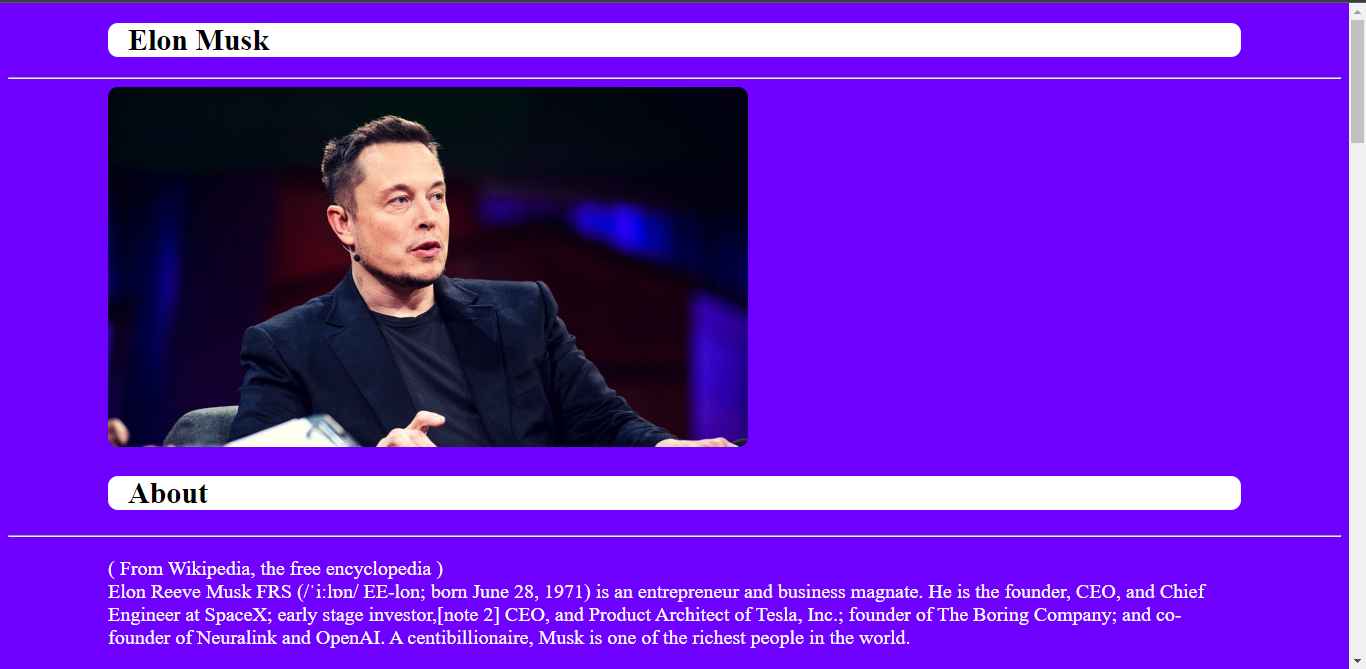 Elon Musk
About
( From Wikipedia, the free encyclopedia )
Elon Reeve Musk FRS (/ˈiːlɒn/ EE-lon; born June 28, 1971) is an entrepreneur and business magnate. He is the founder, CEO, and Chief
Engineer at SpaceX; early stage investor,[note 2] CEO, and Product Architect of Tesla, Inc.; founder of The Boring Company; and co-
founder of Neuralink and OpenAI. A centibillionaire, Musk is one of the richest people in the world.